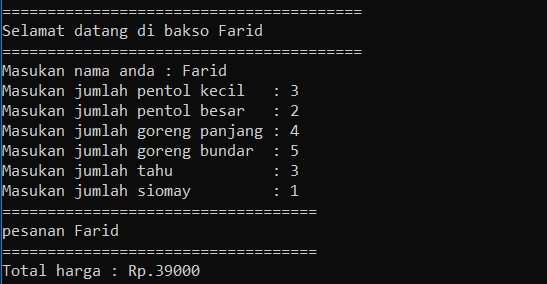 ========================================
Selamat datang di bakso Farid
========================================
Masukan nama anda : Farid
Masukan jumlah pentol kecil   : 3
Masukan jumlah pentol besar   : 2
Masukan jumlah goreng panjang : 4
Masukan jumlah goreng bundar  : 5
Masukan jumlah tahu           : 3
Masukan jumlah siomay         : 1
===================================
pesanan Farid
===================================
Total harga : Rp.39000